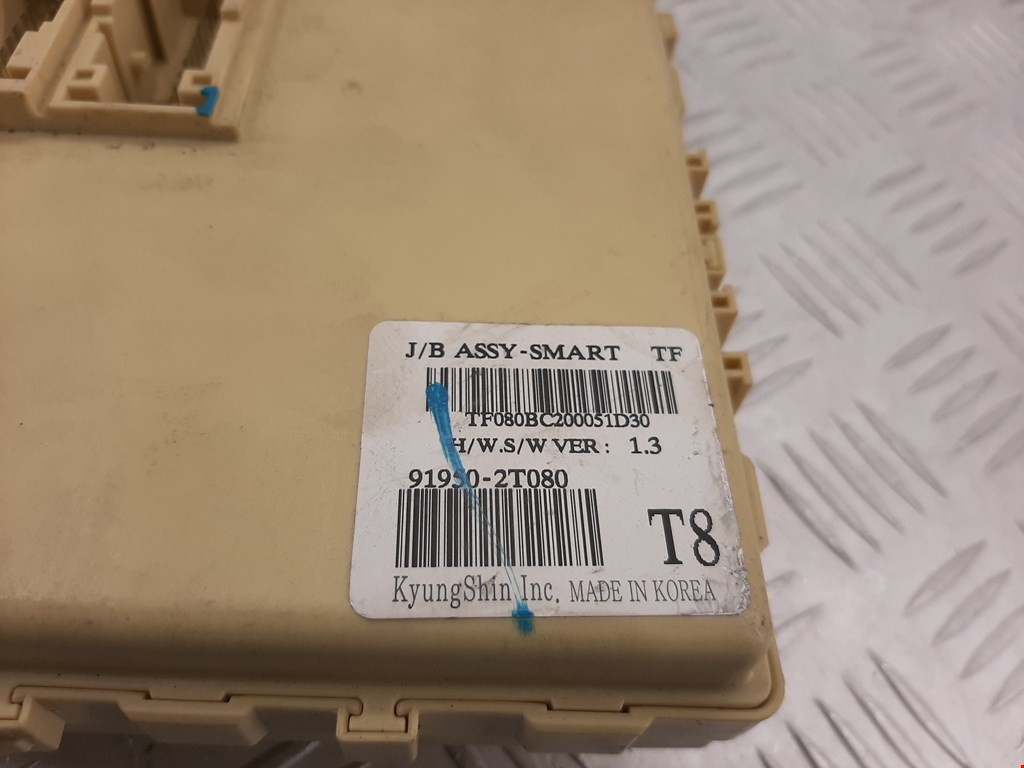 J/B ASSY-SMART TF
TF080BC200051D30
H/W.S/W VER : 1.3
91950-2T080
T8
KyungShin Inc. MADE IN KOREA